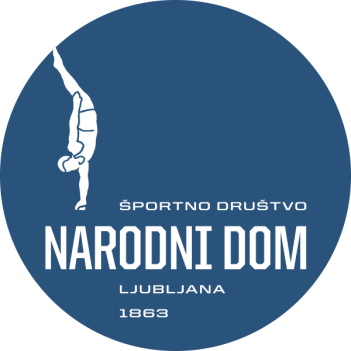 ŠPORTNO DRUŠTVO
NARODNI DOM
LJUBLJANA
1863